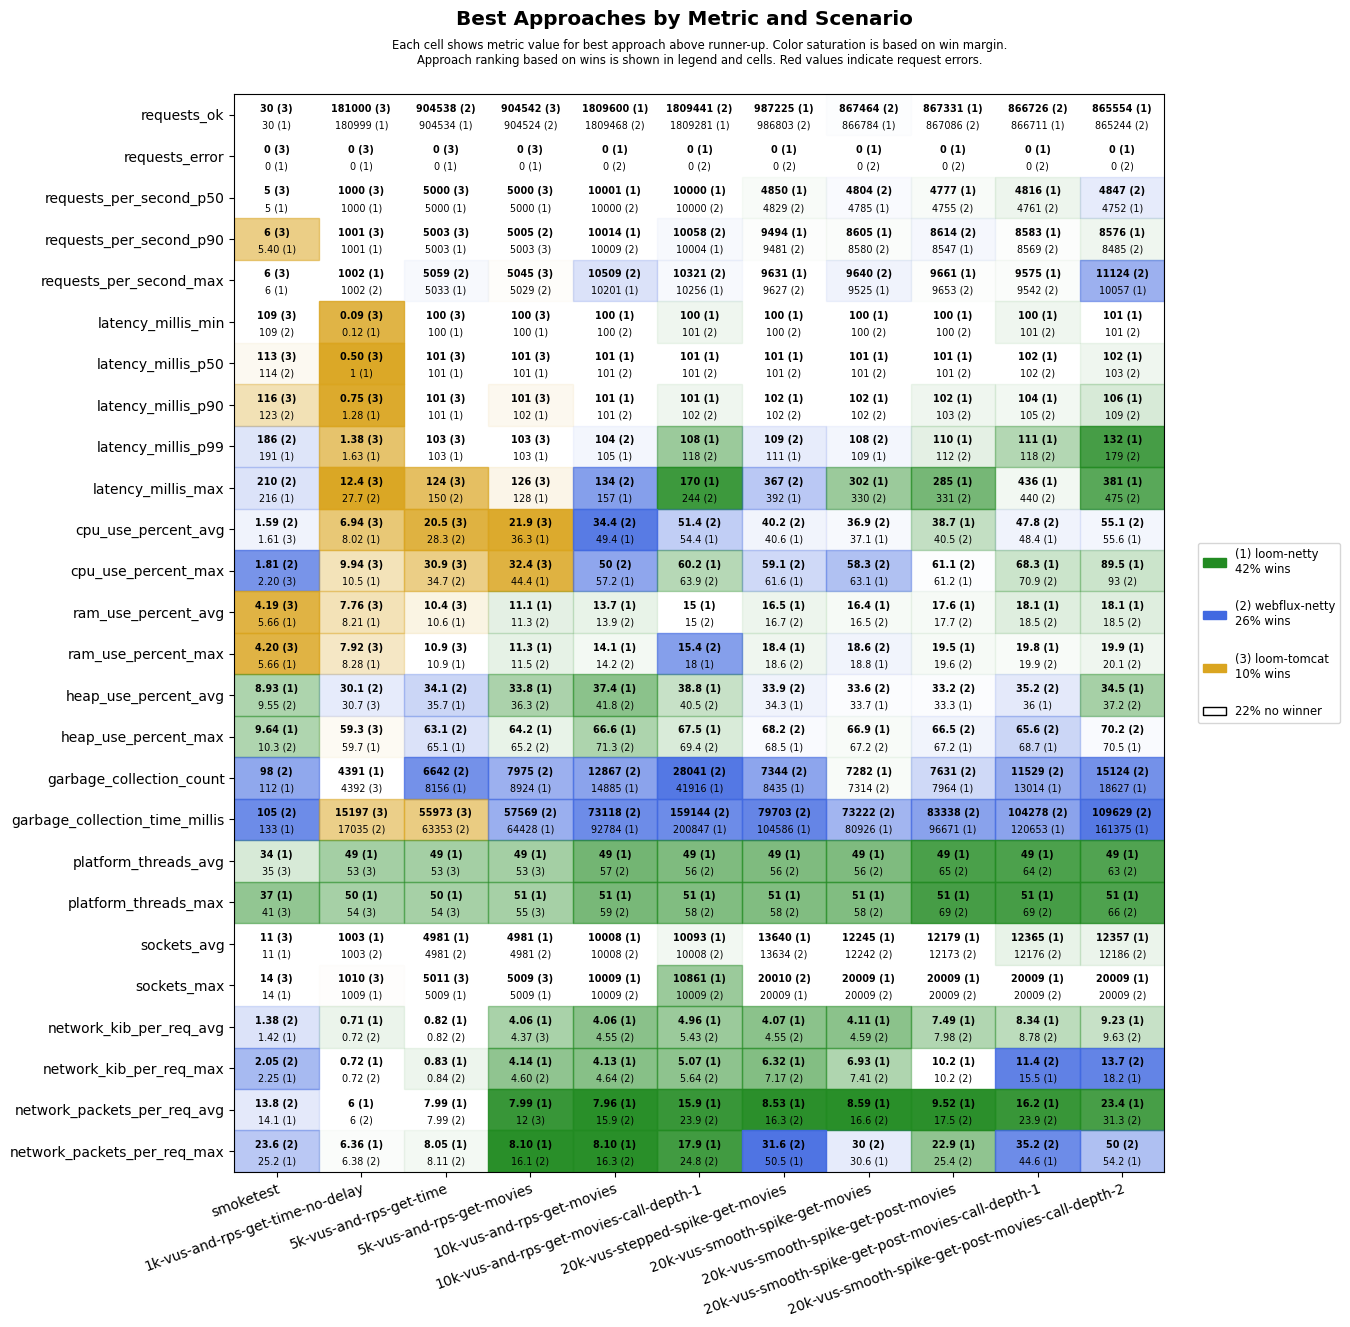 Best Approaches by Metric and Scenario
Each cell shows metric value for best approach above runner-up. Color saturation is based on win margin.
Approach ranking based on wins is shown in legend and cells. Red values indicate request errors.
requests_ok
30 (3) 181000 (3) 904538 (2) 904542 (3) 1809600 (1) 1809441 (2) 987225 (1) 867464 (2) 867331 (1) 866726 (2) 865554 (1)
30 (1) 180999 (1) 904534 (1) 904524 (2) 1809468 (2) 1809281 (1) 986803 (2) 866784 (1) 867086 (2) 866711 (1) 865244 (2)
requests_error
0 (3) 0 (3) 0 (3) 0 (3) 0 (1) 0 (1) 0 (1) 0 (1) 0 (1) 0 (1) 0 (1)
0 (1) 0 (1) 0 (1) 0 (1) 0 (2) 0 (2) 0 (2) 0 (2) 0 (2) 0 (2) 0 (2)
requests_per_second_p50
5 (3) 1000 (3) 5000 (3) 5000 (3) 10001 (1) 10000 (1) 4850 (1) 4804 (2) 4777 (1) 4816 (1) 4847 (2)
5 (1) 1000 (1) 5000 (1) 5000 (1) 10000 (2) 10000 (2) 4829 (2) 4785 (1) 4755 (2) 4761 (2) 4752 (1)
requests_per_second_p90
6 (3) 1001 (3) 5003 (3) 5005 (2) 10014 (1) 10058 (2) 9494 (1) 8605 (1) 8614 (2) 8583 (1) 8576 (1)
5.40 (1) 1001 (1) 5003 (1) 5003 (3) 10009 (2) 10004 (1) 9481 (2) 8580 (2) 8547 (1) 8569 (2) 8485 (2)
requests_per_second_max
6 (3) 1002 (1) 5059 (2) 5045 (3) 10509 (2) 10321 (2) 9631 (1) 9640 (2) 9661 (1) 9575 (1) 11124 (2)
6 (1) 1002 (2) 5033 (1) 5029 (2) 10201 (1) 10256 (1) 9627 (2) 9525 (1) 9653 (2) 9542 (2) 10057 (1)
latency_millis_min
109 (3) 0.09 (3) 100 (3) 100 (3) 100 (1) 100 (1) 100 (1) 100 (1) 100 (1) 100 (1) 101 (1)
109 (2) 0.12 (1) 100 (1) 100 (1) 100 (2) 101 (2) 100 (2) 100 (2) 100 (2) 101 (2) 101 (2)
latency_millis_p50
113 (3) 0.50 (3) 101 (3) 101 (3) 101 (1) 101 (1) 101 (1) 101 (1) 101 (1) 102 (1) 102 (1)
114 (2) 1 (1) 101 (1) 101 (1) 101 (2) 101 (2) 101 (2) 101 (2) 101 (2) 102 (2) 103 (2)
latency_millis_p90
116 (3) 0.75 (3) 101 (3) 101 (3) 101 (1) 101 (1) 102 (1) 102 (1) 102 (1) 104 (1) 106 (1)
123 (2) 1.28 (1) 101 (1) 102 (1) 101 (2) 102 (2) 102 (2) 102 (2) 103 (2) 105 (2) 109 (2)
latency_millis_p99
186 (2) 1.38 (3) 103 (3) 103 (3) 104 (2) 108 (1) 109 (2) 108 (2) 110 (1) 111 (1) 132 (1)
191 (1) 1.63 (1) 103 (1) 103 (1) 105 (1) 118 (2) 111 (1) 109 (1) 112 (2) 118 (2) 179 (2)
latency_millis_max
210 (2) 12.4 (3) 124 (3) 126 (3) 134 (2) 170 (1) 367 (2) 302 (1) 285 (1) 436 (1) 381 (1)
216 (1) 27.7 (2) 150 (2) 128 (1) 157 (1) 244 (2) 392 (1) 330 (2) 331 (2) 440 (2) 475 (2)
cpu_use_percent_avg
1.59 (2) 6.94 (3) 20.5 (3) 21.9 (3) 34.4 (2) 51.4 (2) 40.2 (2) 36.9 (2) 38.7 (1) 47.8 (2) 55.1 (2)
1.61 (3) 8.02 (1) 28.3 (2) 36.3 (1) 49.4 (1) 54.4 (1) 40.6 (1) 37.1 (1) 40.5 (2) 48.4 (1) 55.6 (1)
cpu_use_percent_max
1.81 (2) 9.94 (3) 30.9 (3) 32.4 (3) 50 (2) 60.2 (1) 59.1 (2) 58.3 (2) 61.1 (2) 68.3 (1) 89.5 (1)
2.20 (3) 10.5 (1) 34.7 (2) 44.4 (1) 57.2 (1) 63.9 (2) 61.6 (1) 63.1 (1) 61.2 (1) 70.9 (2) 93 (2)
ram_use_percent_avg
4.19 (3) 7.76 (3) 10.4 (3) 11.1 (1) 13.7 (1) 15 (1) 16.5 (1) 16.4 (1) 17.6 (1) 18.1 (1) 18.1 (1)
5.66 (1) 8.21 (1) 10.6 (1) 11.3 (2) 13.9 (2) 15 (2) 16.7 (2) 16.5 (2) 17.7 (2) 18.5 (2) 18.5 (2)
ram_use_percent_max
4.20 (3) 7.92 (3) 10.9 (3) 11.3 (1) 14.1 (1) 15.4 (2) 18.4 (1) 18.6 (2) 19.5 (1) 19.8 (1) 19.9 (1)
5.66 (1) 8.28 (1) 10.9 (1) 11.5 (2) 14.2 (2) 18 (1) 18.6 (2) 18.8 (1) 19.6 (2) 19.9 (2) 20.1 (2)
heap_use_percent_avg
8.93 (1) 30.1 (2) 34.1 (2) 33.8 (1) 37.4 (1) 38.8 (1) 33.9 (2) 33.6 (2) 33.2 (2) 35.2 (2) 34.5 (1)
9.55 (2) 30.7 (3) 35.7 (1) 36.3 (2) 41.8 (2) 40.5 (2) 34.3 (1) 33.7 (1) 33.3 (1) 36 (1) 37.2 (2)
heap_use_percent_max
9.64 (1) 59.3 (3) 63.1 (2) 64.2 (1) 66.6 (1) 67.5 (1) 68.2 (2) 66.9 (1) 66.5 (2) 65.6 (2) 70.2 (2)
10.3 (2) 59.7 (1) 65.1 (1) 65.2 (2) 71.3 (2) 69.4 (2) 68.5 (1) 67.2 (2) 67.2 (1) 68.7 (1) 70.5 (1)
garbage_collection_count
98 (2) 4391 (1) 6642 (2) 7975 (2) 12867 (2) 28041 (2) 7344 (2) 7282 (1) 7631 (2) 11529 (2) 15124 (2)
112 (1) 4392 (3) 8156 (1) 8924 (1) 14885 (1) 41916 (1) 8435 (1) 7314 (2) 7964 (1) 13014 (1) 18627 (1)
garbage_collection_time_millis
105 (2) 15197 (3) 55973 (3) 57569 (2) 73118 (2) 159144 (2) 79703 (2) 73222 (2) 83338 (2) 104278 (2) 109629 (2)
133 (1) 17035 (2) 63353 (2) 64428 (1) 92784 (1) 200847 (1) 104586 (1) 80926 (1) 96671 (1) 120653 (1) 161375 (1)
platform_threads_avg
34 (1) 49 (1) 49 (1) 49 (1) 49 (1) 49 (1) 49 (1) 49 (1) 49 (1) 49 (1) 49 (1)
35 (3) 53 (3) 53 (3) 53 (3) 57 (2) 56 (2) 56 (2) 56 (2) 65 (2) 64 (2) 63 (2)
platform_threads_max
37 (1) 50 (1) 50 (1) 51 (1) 51 (1) 51 (1) 51 (1) 51 (1) 51 (1) 51 (1) 51 (1)
41 (3) 54 (3) 54 (3) 55 (3) 59 (2) 58 (2) 58 (2) 58 (2) 69 (2) 69 (2) 66 (2)
sockets_avg
11 (3) 1003 (1) 4981 (1) 4981 (1) 10008 (1) 10093 (1) 13640 (1) 12245 (1) 12179 (1) 12365 (1) 12357 (1)
11 (1) 1003 (2) 4981 (2) 4981 (2) 10008 (2) 10008 (2) 13634 (2) 12242 (2) 12173 (2) 12176 (2) 12186 (2)
sockets_max
14 (3) 1010 (3) 5011 (3) 5009 (3) 10009 (1) 10861 (1) 20010 (2) 20009 (1) 20009 (1) 20009 (1) 20009 (1)
14 (1) 1009 (1) 5009 (1) 5009 (1) 10009 (2) 10009 (2) 20009 (1) 20009 (2) 20009 (2) 20009 (2) 20009 (2)
network_kib_per_req_avg
1.38 (2) 0.71 (1) 0.82 (1) 4.06 (1) 4.06 (1) 4.96 (1) 4.07 (1) 4.11 (1) 7.49 (1) 8.34 (1) 9.23 (1)
1.42 (1) 0.72 (2) 0.82 (2) 4.37 (3) 4.55 (2) 5.43 (2) 4.55 (2) 4.59 (2) 7.98 (2) 8.78 (2) 9.63 (2)
network_kib_per_req_max
2.05 (2) 0.72 (1) 0.83 (1) 4.14 (1) 4.13 (1) 5.07 (1) 6.32 (1) 6.93 (1) 10.2 (1) 11.4 (2) 13.7 (2)
2.25 (1) 0.72 (2) 0.84 (2) 4.60 (2) 4.64 (2) 5.64 (2) 7.17 (2) 7.41 (2) 10.2 (2) 15.5 (1) 18.2 (1)
network_packets_per_req_avg
13.8 (2) 6 (1) 7.99 (1) 7.99 (1) 7.96 (1) 15.9 (1) 8.53 (1) 8.59 (1) 9.52 (1) 16.2 (1) 23.4 (1)
14.1 (1) 6 (2) 7.99 (2) 12 (3) 15.9 (2) 23.9 (2) 16.3 (2) 16.6 (2) 17.5 (2) 23.9 (2) 31.3 (2)
network_packets_per_req_max
23.6 (2) 6.36 (1) 8.05 (1) 8.10 (1) 8.10 (1) 17.9 (1) 31.6 (2) 30 (2) 22.9 (1) 35.2 (2) 50 (2)
25.2 (1) 6.38 (2) 8.11 (2) 16.1 (2) 16.3 (2) 24.8 (2) 50.5 (1) 30.6 (1) 25.4 (2) 44.6 (1) 54.2 (1)
smoketest
1k-vus-and-rps-get-time-no-delay
5k-vus-and-rps-get-time
5k-vus-and-rps-get-movies
10k-vus-and-rps-get-movies
10k-vus-and-rps-get-movies-call-depth-1
20k-vus-stepped-spike-get-movies
20k-vus-smooth-spike-get-movies
20k-vus-smooth-spike-get-post-movies
20k-vus-smooth-spike-get-post-movies-call-depth-1
20k-vus-smooth-spike-get-post-movies-call-depth-2
(1) loom-netty
42% wins
(2) webflux-netty
26% wins
(3) loom-tomcat
10% wins
22% no winner